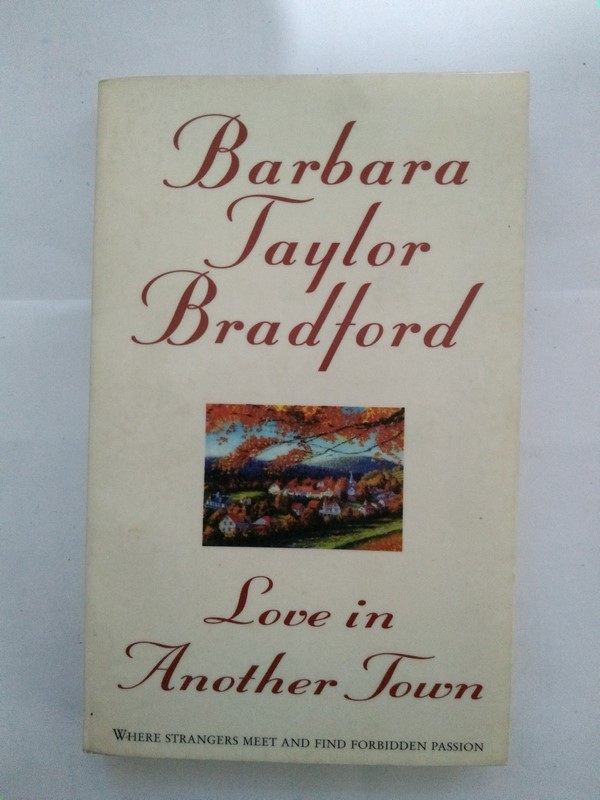 Barbara
Taylor
Bradford
Love in
Another Town
WHERE STRANGERS MEET AND FIND FORBIDDEN PASSION